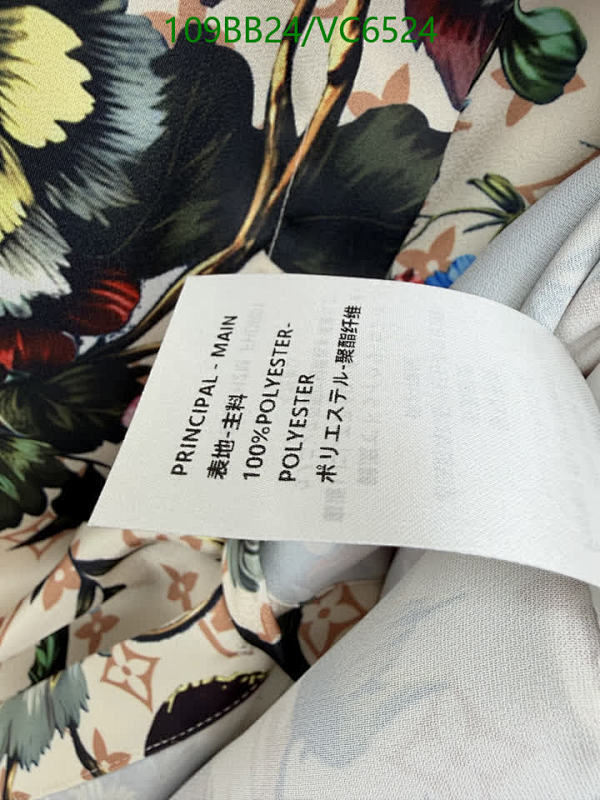 109BB24/VC6524
PRINCIPAL - MAIN
表地-主料
100%POLYESTER-
POLYESTER
ポリエステル-聚酯纤维